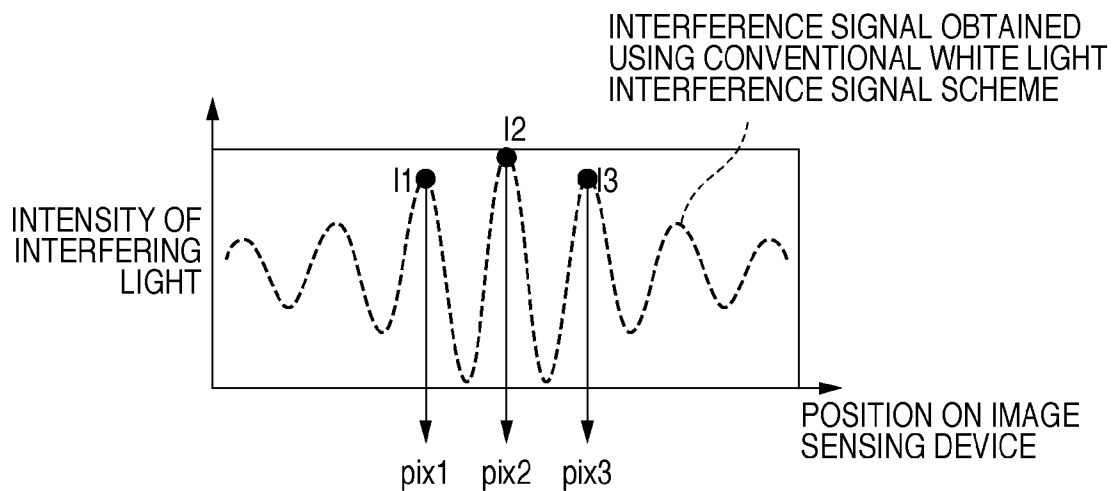 INTERFERENCE SIGNAL OBTAINED
USING CONVENTIONAL WHITE LIGHT
INTERFERENCE SIGNAL SCHEME
I2
I1
I3
INTENSITY OF
INTERFERING
LIGHT
POSITION ON IMAGE
SENSING DEVICE
pix1 pix2 pix3